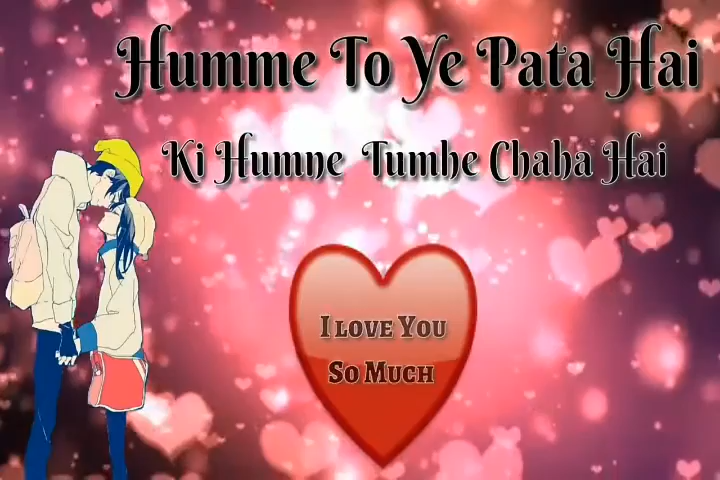 Humme To Ye Pata Hai
Ki Humne Tumhe Chaha Hai
I love You
So Much